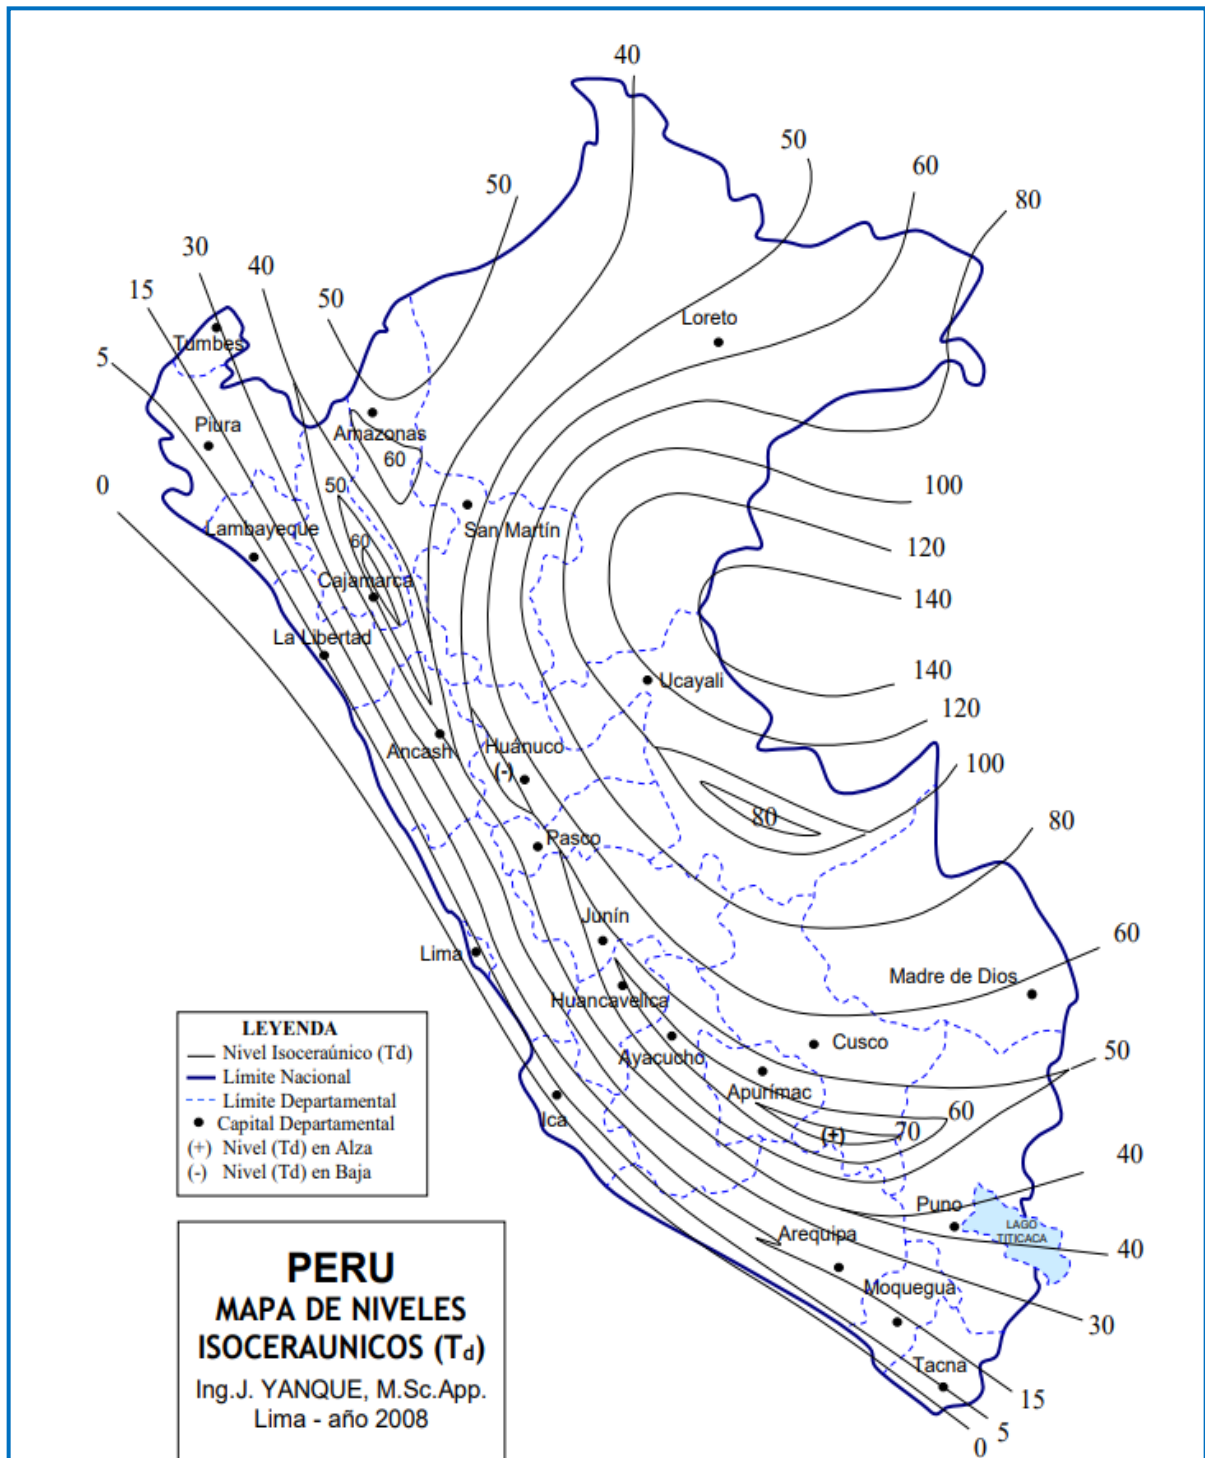 40
50
60
50
80
30
40
15
50
5
Loreto
Tumbes
Piura
Amazonas
60
0
50
100
Lambayeque
San Martín
60
120
Cajamarca
140
La Libertad
140
Ucayali
120
Ancash
Huánuco
(-)
100
80
80
Pasco
Junín
60
Lima
Madre de Dios
Huancavelica
Cusco
50
Ayacucho
Apurímac
Ica
60
70
(+)
40
Puno
LAGO
TITICACA
Arequipa
40
Moquegua
30
Tacna
15
5
0
LEYENDA
Nivel Isoceraúnico (Td)
Límite Nacional
Límite Departamental
Capital Departamental
(+) Nivel (Td) en Alza
(-) Nivel (Td) en Baja
PERU
MAPA DE NIVELES
ISOCERAUNICOS (Td)
Ing.J. YANQUE, M.Sc.App.
Lima - año 2008